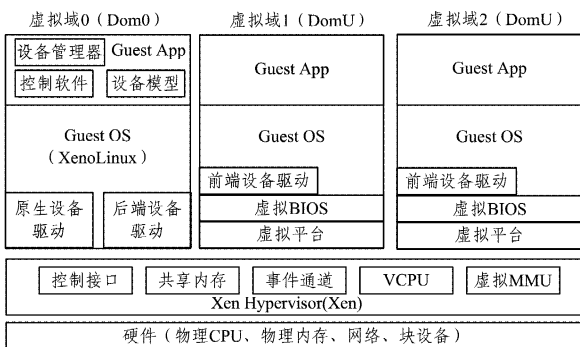 虚拟域0（Dom0） 虚拟域1（DomU） 虚拟域2（DomU）
设备管理器 Guest App
控制软件 设备模型
Guest App
Guest App
Guest OS
（XenoLinux）
Guest OS
Guest OS
原生设备
驱动
后端设备
驱动
前端设备驱动
虚拟BIOS
虚拟平台
前端设备驱动
虚拟BIOS
虚拟平台
控制接口 共享内存 事件通道 VCPU 虚拟MMU
Xen Hypervisor(Xen)
硬件（物理CPU、物理内存、网络、块设备）